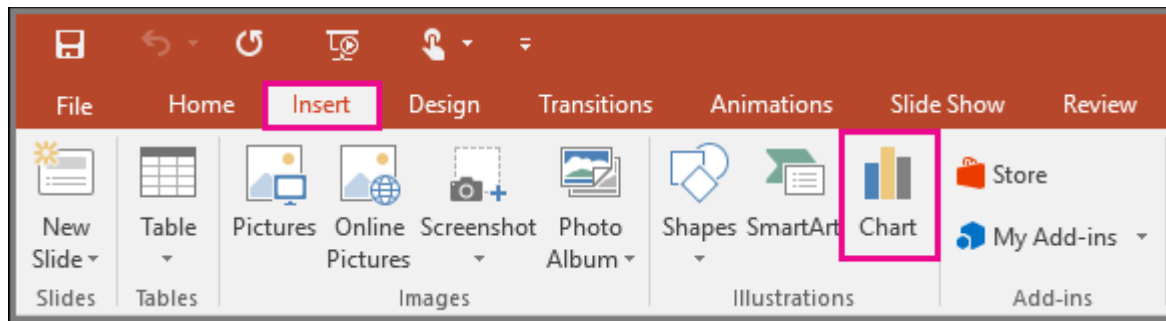 File Home Insert Design Transitions Animations Slide Show Review
New Table Pictures Online Screenshot Photo Shapes SmartArt Chart
Slide Pictures Album
Store
My Add-ins
Slides Tables Images Illustrations Add-ins